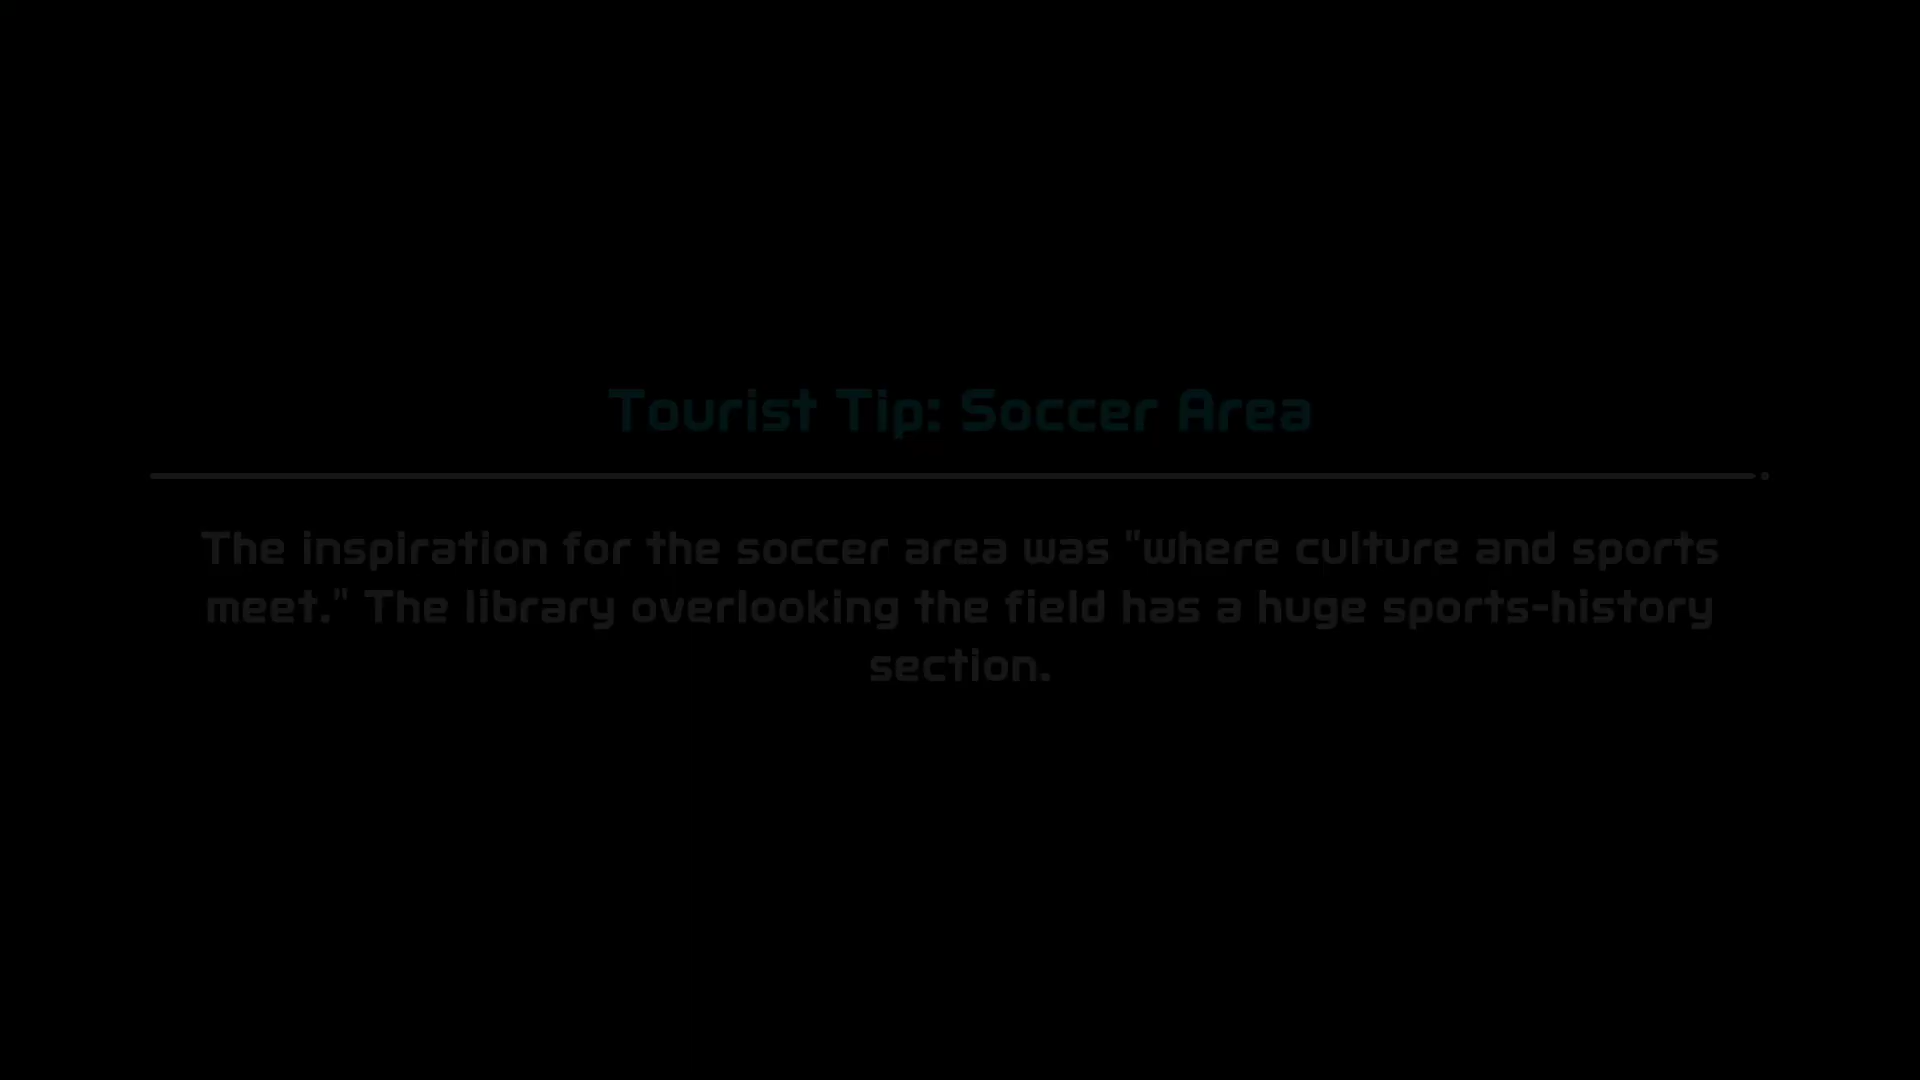 Tourist Tip: Soccer Area
The inspiration for the soccer area was "where culture and sports
meet." The library overlooking the field has a huge sports-history
section.